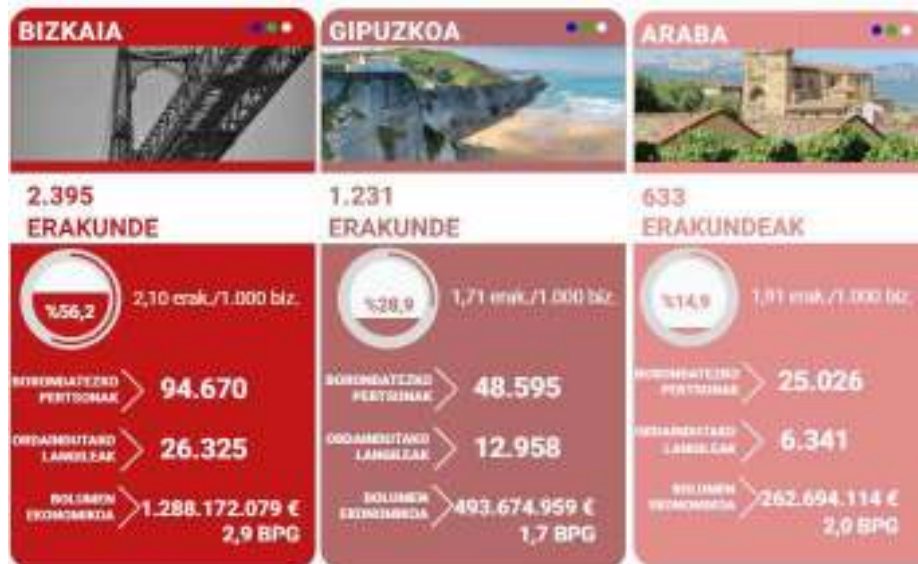 BIZKAIA
2.395
ERAKUNDE
%56,2
2,10 erak./1.000 biz.
BORONDATEZKO
PERTSONAK
94.670
ORDAINDUTAKO
LANGILEAK
26.325
BOLUMEN
EKONOMIKOA
1.288.172.079 €
2,9 BPG
GIPUZKOA
1.231
ERAKUNDE
%28,9
1,71 erak./1.000 biz.
BORONDATEZKO
PERTSONAK
48.595
ORDAINDUTAKO
LANGILEAK
12.958
BOLUMEN
EKONOMIKOA
493.674.959 €
1,7 BPG
ARABA
633
ERAKUNDEAK
%14,9
1,91 erak./1.000 biz.
BORONDATEZKO
PERTSONAK
25.026
ORDAINDUTAKO
LANGILEAK
6.341
BOLUMEN
EKONOMIKOA
262.694.114 €
BPG